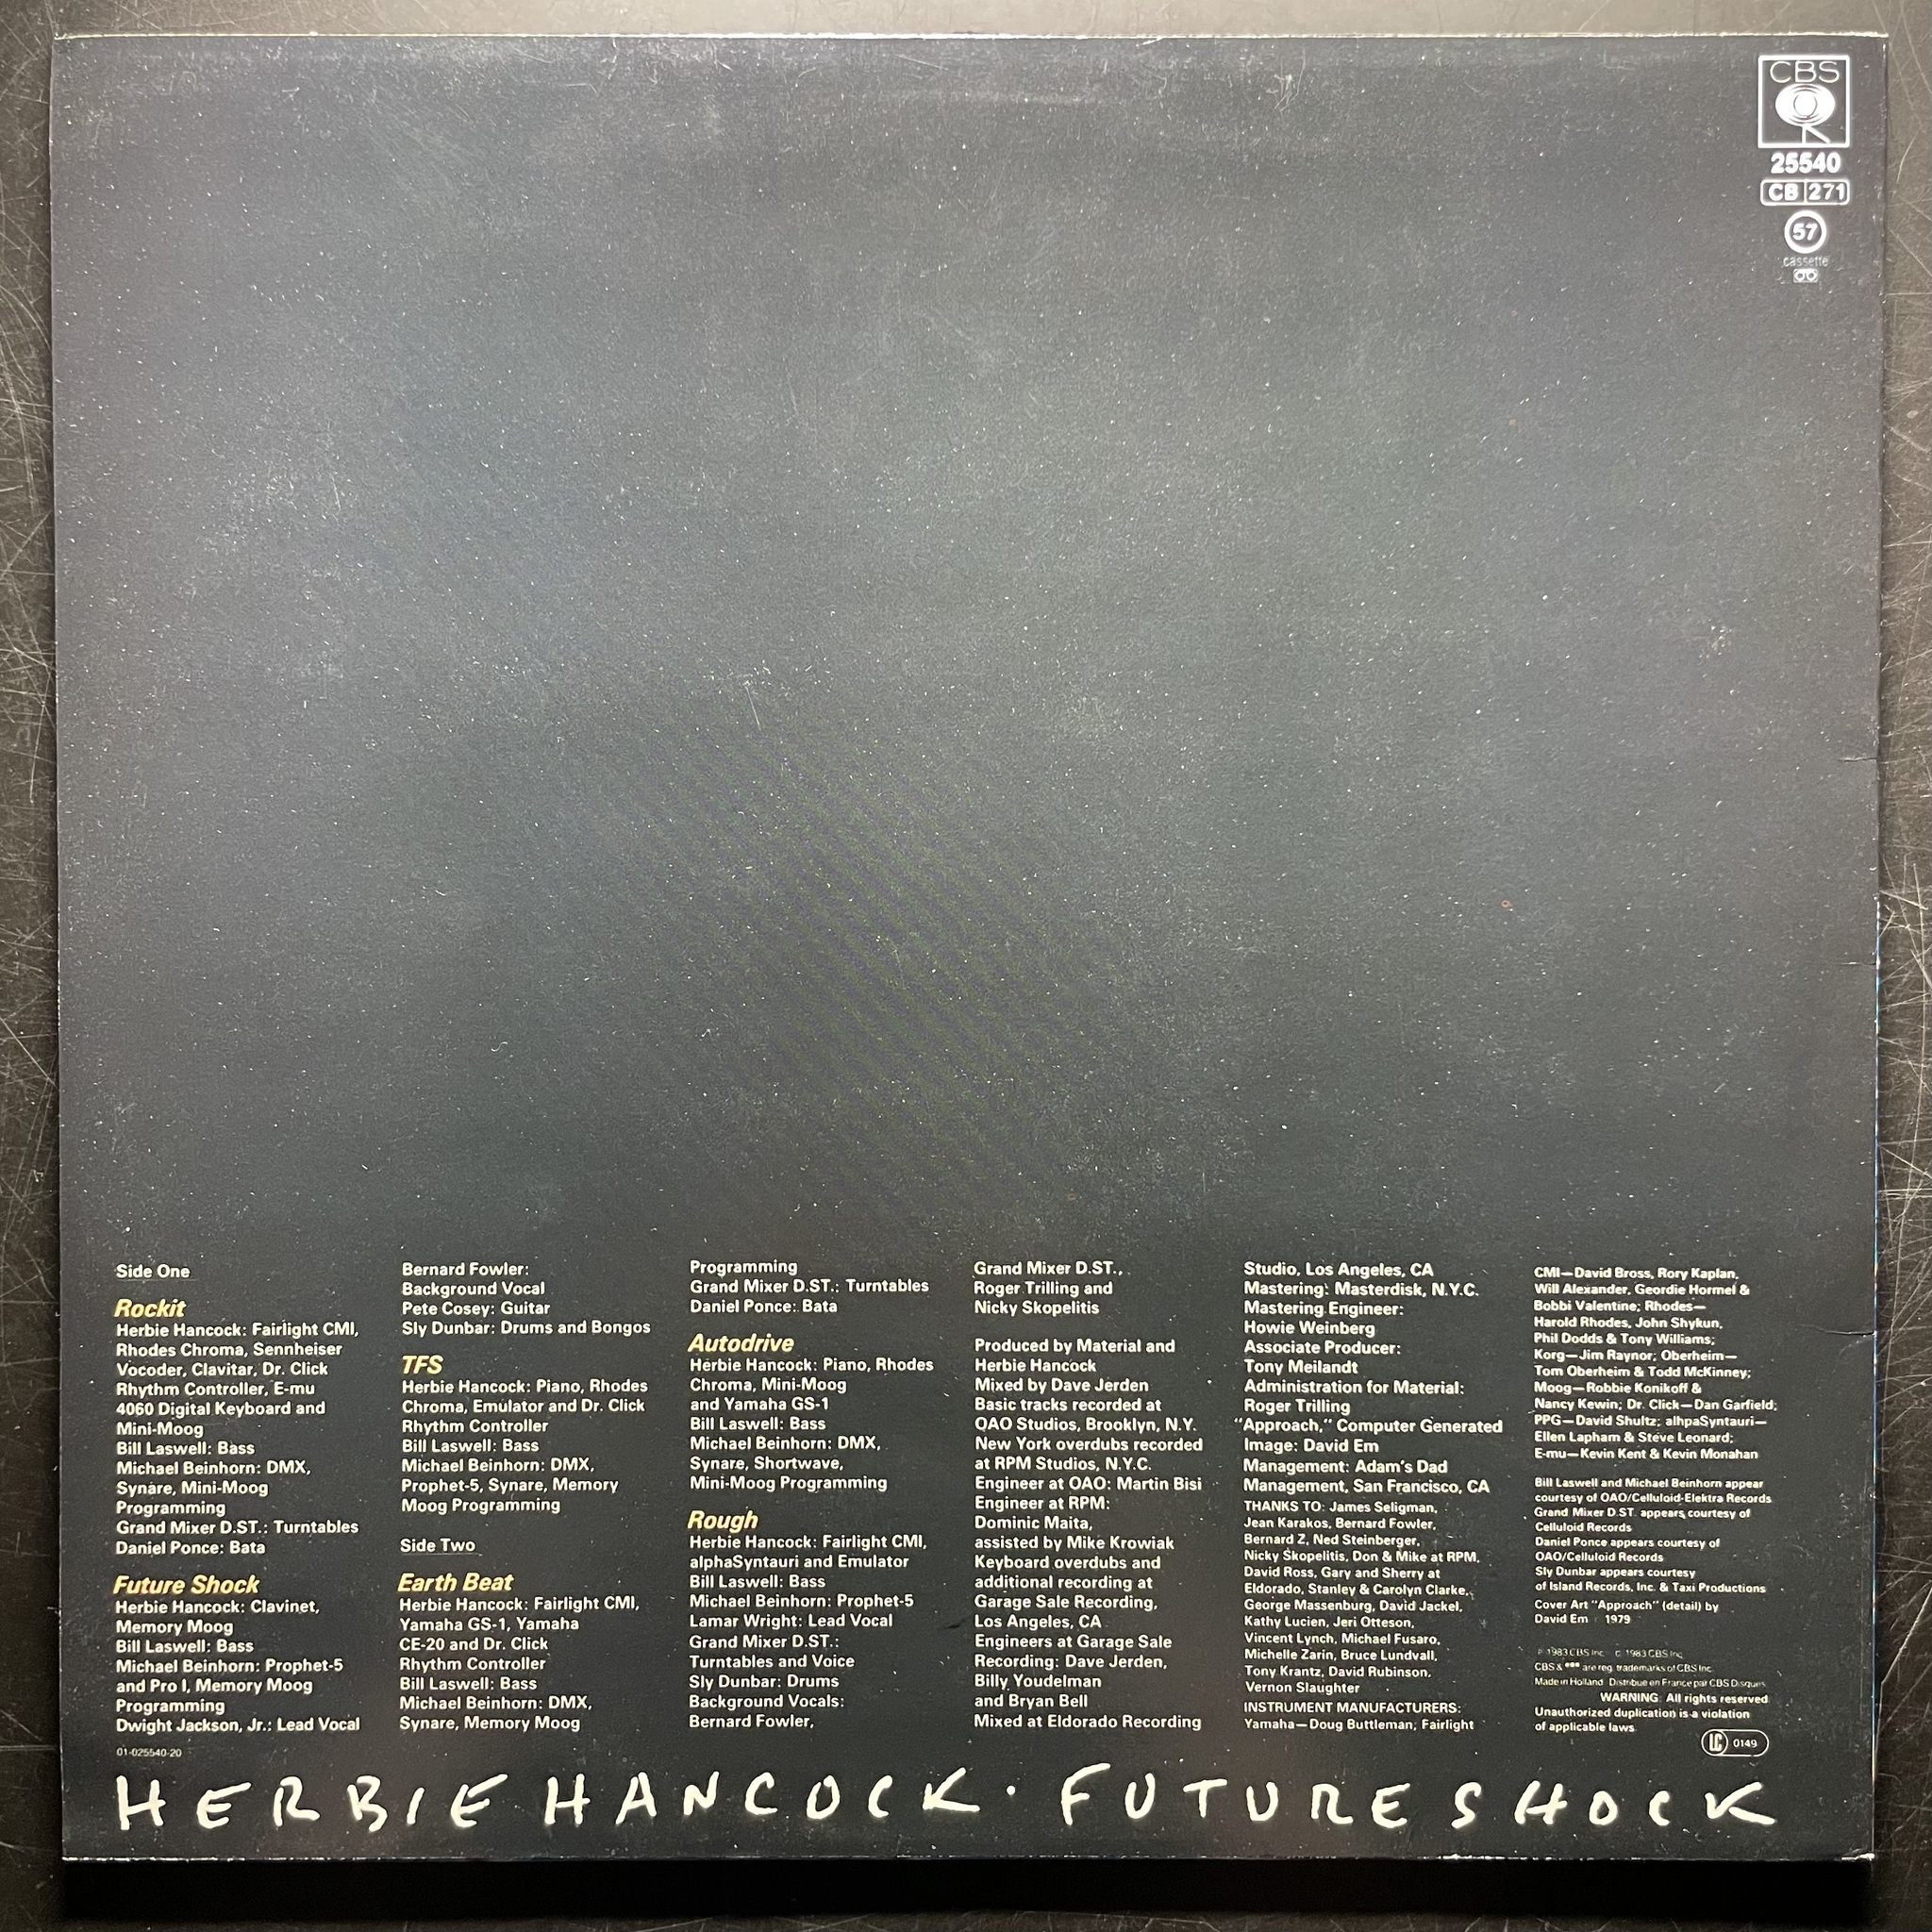 CBS
25540
CB 271
57
cassette
Side One
Rockit
Herbie Hancock: Fairlight CMI,
Rhodes Chroma, Sennheiser
Vocoder, Clavitar, Dr. Click
Rhythm Controller, E-mu
4060 Digital Keyboard and
Mini-Moog
Bill Laswell: Bass
Michael Beinhorn: DMX,
Synare, Mini-Moog
Programming
Grand Mixer D.ST.: Turntables
Daniel Ponce: Bata
Future Shock
Herbie Hancock: Clavinet,
Memory Moog
Bill Laswell: Bass
Michael Beinhorn: Prophet-5
and Pro I, Memory Moog
Programming
Dwight Jackson, Jr.: Lead Vocal
01-025540-20
Bernard Fowler:
Background Vocal
Pete Cosey: Guitar
Sly Dunbar: Drums and Bongos
TFS
Herbie Hancock: Piano, Rhodes
Chroma, Emulator and Dr. Click
Rhythm Controller
Bill Laswell: Bass
Michael Beinhorn: DMX,
Prophet-5, Synare, Memory
Moog Programming
Side Two
Earth Beat
Herbie Hancock: Fairlight CMI,
Yamaha GS-1, Yamaha
CE-20 and Dr. Click
Rhythm Controller
Bill Laswell: Bass
Michael Beinhorn: DMX,
Synare, Memory Moog
Programming
Grand Mixer D.ST.: Turntables
Daniel Ponce: Bata
Autodrive
Herbie Hancock: Piano, Rhodes
Chroma, Mini-Moog
and Yamaha GS-1
Bill Laswell: Bass
Michael Beinhorn: DMX,
Synare, Shortwave,
Mini-Moog Programming
Rough
Herbie Hancock: Fairlight CMI,
alphaSyntauri and Emulator
Bill Laswell: Bass
Michael Beinhorn: Prophet-5
Lamar Wright: Lead Vocal
Grand Mixer D.ST.:
Turntables and Voice
Sly Dunbar: Drums
Background Vocals:
Bernard Fowler,
Grand Mixer D.ST.,
Roger Trilling and
Nicky Skopelitis
Produced by Material and
Herbie Hancock
Mixed by Dave Jerden
Basic tracks recorded at
OAO Studios, Brooklyn, N.Y.
New York overdubs recorded
at RPM Studios, N.Y.C.
Engineer at OAO: Martin Bisi
Engineer at RPM:
Dominic Maita,
assisted by Mike Krowiak
Keyboard overdubs and
additional recording at
Garage Sale Recording,
Los Angeles, CA
Engineers at Garage Sale
Recording: Dave Jerden,
Billy Youdelman
and Bryan Bell
Mixed at Eldorado Recording
Studio, Los Angeles, CA
Mastering: Masterdisk, N.Y.C.
Mastering Engineer:
Howie Weinberg
Associate Producer:
Tony Meilandt
Administration for Material:
Roger Trilling
"Approach," Computer Generated
Image: David Em
Management: Adam's Dad
Management, San Francisco, CA
THANKS TO: James Seligman,
Jean Karakos, Bernard Fowler,
Bernard Z, Ned Steinberger,
Nicky Skopelitis, Don & Mike at RPM,
David Ross, Gary and Sherry at
Eldorado, Stanley & Carolyn Clarke,
George Massenburg, David Jackel,
Kathy Lucien, Jeri Otteson,
Vincent Lynch, Michael Fusaro,
Michelle Zarin, Bruce Lundvall,
Tony Krantz, David Rubinson,
Vernon Slaughter
INSTRUMENT MANUFACTURERS:
Yamaha—Doug Buttleman; Fairlight
CMI—David Bross, Rory Kaplan,
Will Alexander, Geordie Hormel &
Bobbi Valentine; Rhodes—
Harold Rhodes, John Shykun,
Phil Dodds & Tony Williams;
Korg—Jim Raynor; Oberheim—
Tom Oberheim & Todd McKinney;
Moog—Robbie Konikoff &
Nancy Kewin; Dr. Click—Dan Garfield;
PPG—David Shultz; alhpaSyntauri—
Ellen Lapham & Steve Leonard;
E-mu—Kevin Kent & Kevin Monahan
Bill Laswell and Michael Beinhorn appear
courtesy of OAO/Celluloid-Elektra Records
Grand Mixer D.ST. appears courtesy of
Celluloid Records
Daniel Ponce appears courtesy of
OAO/Celluloid Records
Sly Dunbar appears courtesy
of Island Records, Inc. & Taxi Productions
Cover Art "Approach" (detail) by
David Em 1979
℗ 1983 CBS Inc. © 1983 CBS Inc.
CBS & are reg. trademarks of CBS Inc.
Made in Holland Distribué en France par CBS Disques
WARNING: All rights reserved
Unauthorized duplication is a violation
of applicable laws
LC 0149
HERBIE HANCOCK · FUTURE SHOCK